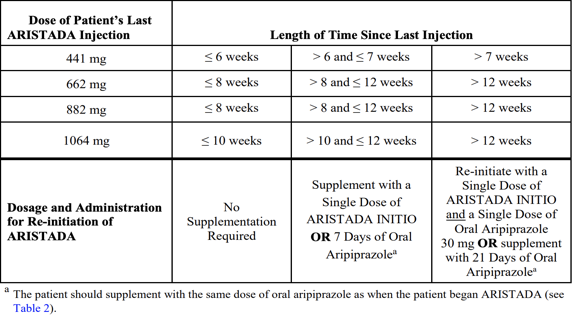 Dose of Patient's Last
ARISTADA Injection
Length of Time Since Last Injection
441 mg
≤ 6 weeks
> 6 and ≤ 7 weeks
> 7 weeks
662 mg
≤ 8 weeks
> 8 and ≤ 12 weeks
> 12 weeks
882 mg
≤ 8 weeks
> 8 and ≤ 12 weeks
> 12 weeks
1064 mg
≤ 10 weeks
> 10 and ≤ 12 weeks
> 12 weeks
Dosage and Administration
for Re-initiation of
ARISTADA
No
Supplementation
Required
Supplement with a
Single Dose of
ARISTADA INITIO
OR 7 Days of Oral
Aripiprazoleᵃ
Re-initiate with a
Single Dose of
ARISTADA INITIO
and a Single Dose of
Oral Aripiprazole
30 mg OR supplement
with 21 Days of Oral
Aripiprazoleᵃ
ᵃ The patient should supplement with the same dose of oral aripiprazole as when the patient began ARISTADA (see
Table 2).